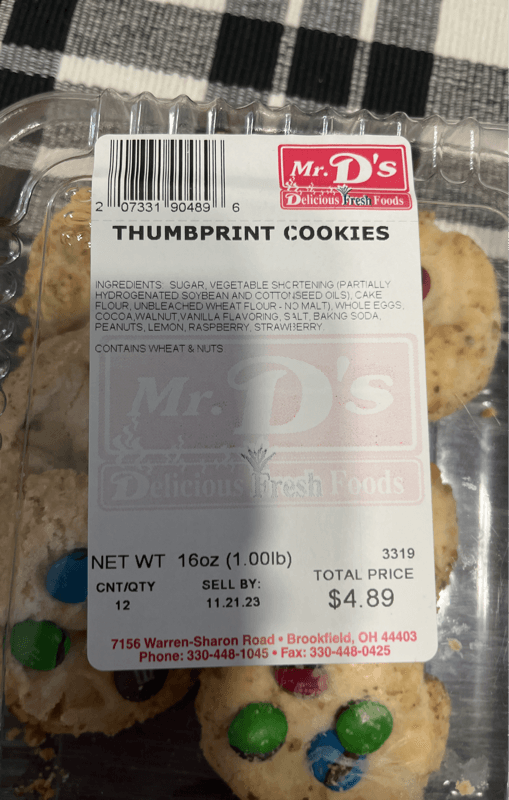 Mr. D's
Delicious Fresh Foods
2 07331 90489 6
THUMBPRINT COOKIES
INGREDIENTS: SUGAR, VEGETABLE SHORTENING (PARTIALLY
HYDROGENATED SOYBEAN AND COTTONSEED OILS), CAKE
FLOUR, UNBLEACHED WHEAT FLOUR - NO MALT), WHOLE EGGS,
COCOA,WALNUT,VANILLA FLAVORING, SALT, BAKNG SODA,
PEANUTS, LEMON, RASPBERRY, STRAWBERRY
CONTAINS WHEAT & NUTS
Mr. D's
Delicious Fresh Foods
NET WT 16oz (1.00lb)
3319
CNT/QTY SELL BY: TOTAL PRICE
12 11.21.23 $4.89
7156 Warren-Sharon Road • Brookfield, OH 44403
Phone: 330-448-1045 • Fax: 330-448-0425